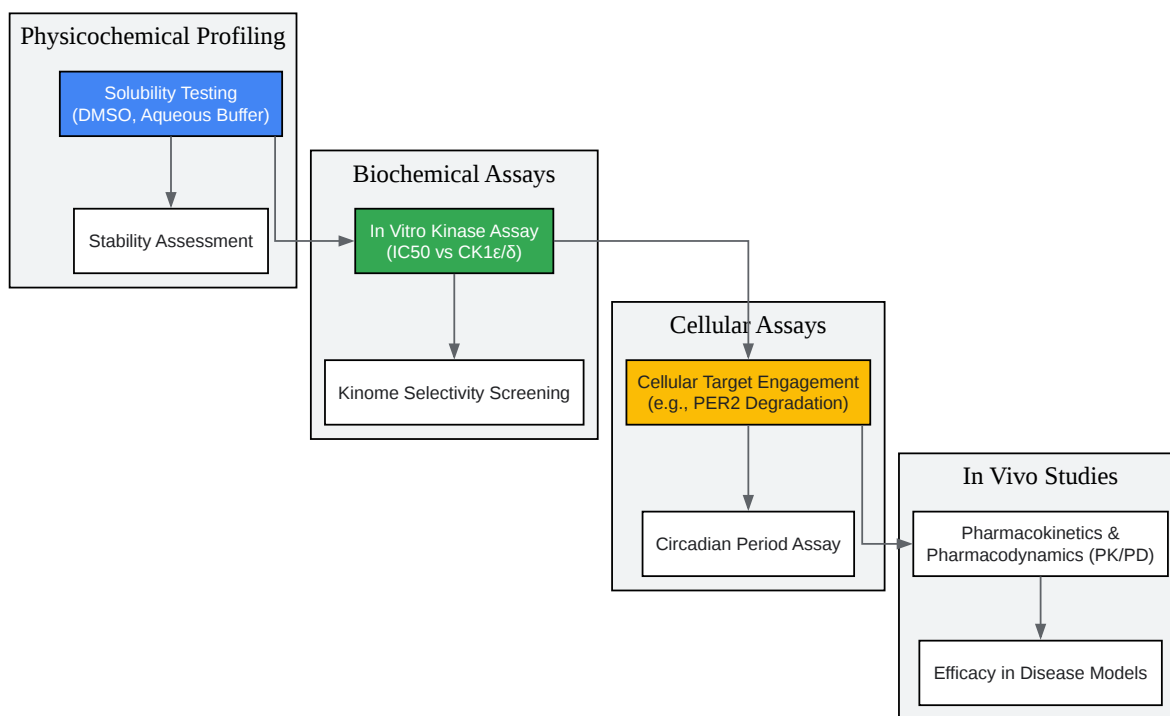 Physicochemical Profiling
Solubility Testing
(DMSO, Aqueous Buffer)
Stability Assessment
Biochemical Assays
In Vitro Kinase Assay
(IC50 vs CK1ε/δ)
Kinome Selectivity Screening
Cellular Assays
Cellular Target Engagement
(e.g., PER2 Degradation)
Circadian Period Assay
In Vivo Studies
Pharmacokinetics &
Pharmacodynamics (PK/PD)
Efficacy in Disease Models